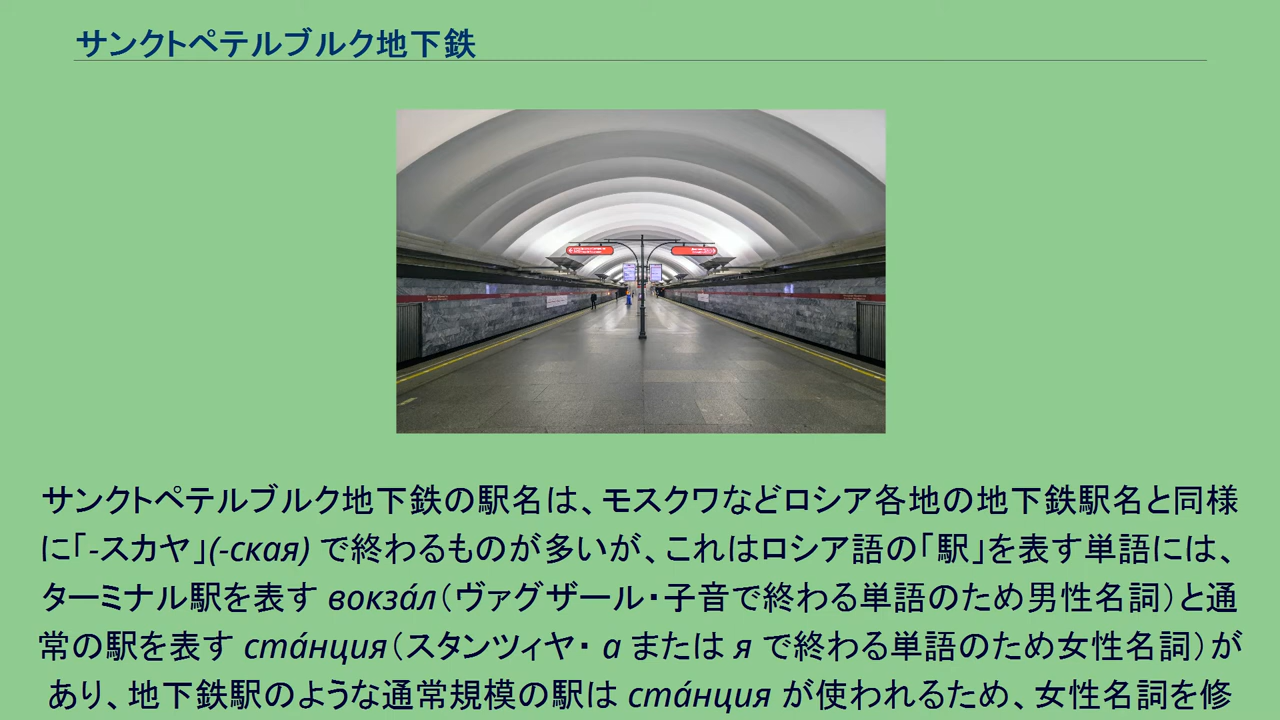 サンクトペテルブルク地下鉄
サンクトペテルブルク地下鉄の駅名は、モスクワなどロシア各地の地下鉄駅名と同様
に「-スカヤ」(-ская) で終わるものが多いが、これはロシア語の「駅」を表す単語には、
ターミナル駅を表す вокза́л（ヴァグザール・子音で終わる単語のため男性名詞）と通
常の駅を表す ста́нция（スタンツィヤ・ а または я で終わる単語のため女性名詞）が
あり、地下鉄駅のような通常規模の駅は ста́нция が使われるため、女性名詞を修